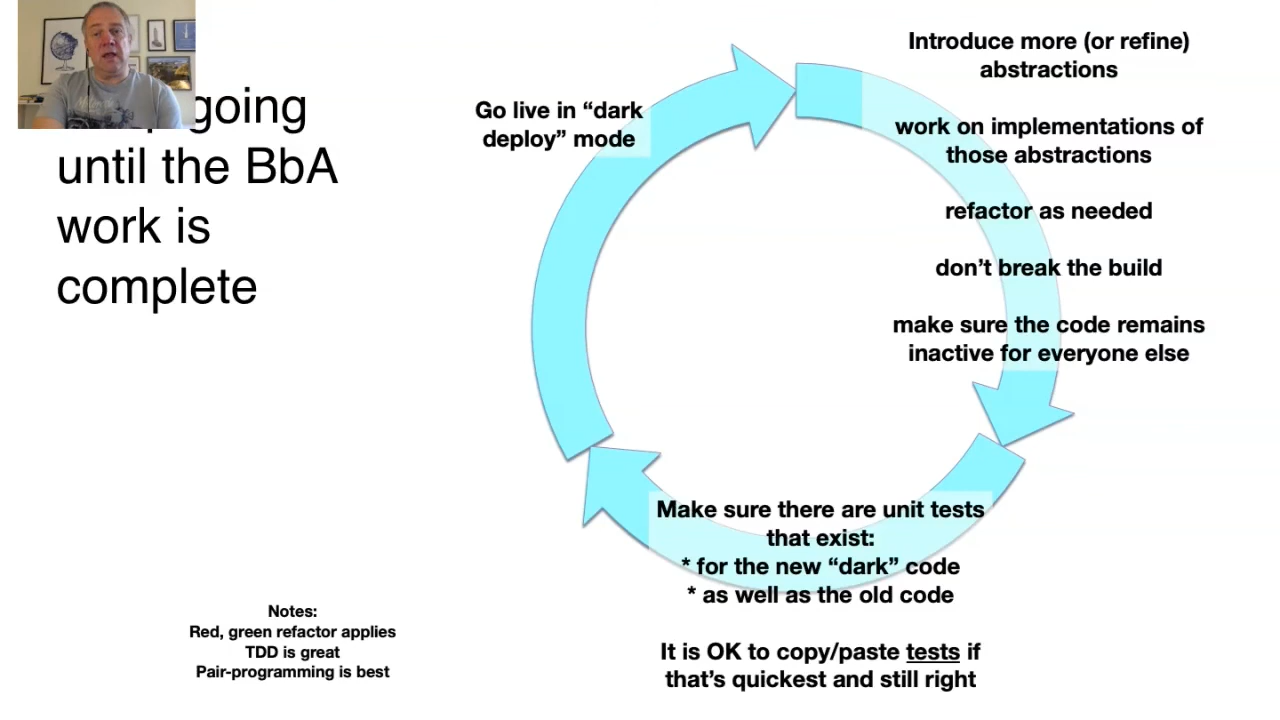 going
until the BbA
work is
complete
Go live in “dark
deploy” mode
Introduce more (or refine)
abstractions
work on implementations of
those abstractions
refactor as needed
don’t break the build
make sure the code remains
inactive for everyone else
Make sure there are unit tests
that exist:
* for the new “dark” code
* as well as the old code
It is OK to copy/paste tests if
that’s quickest and still right
Notes:
Red, green refactor applies
TDD is great
Pair-programming is best